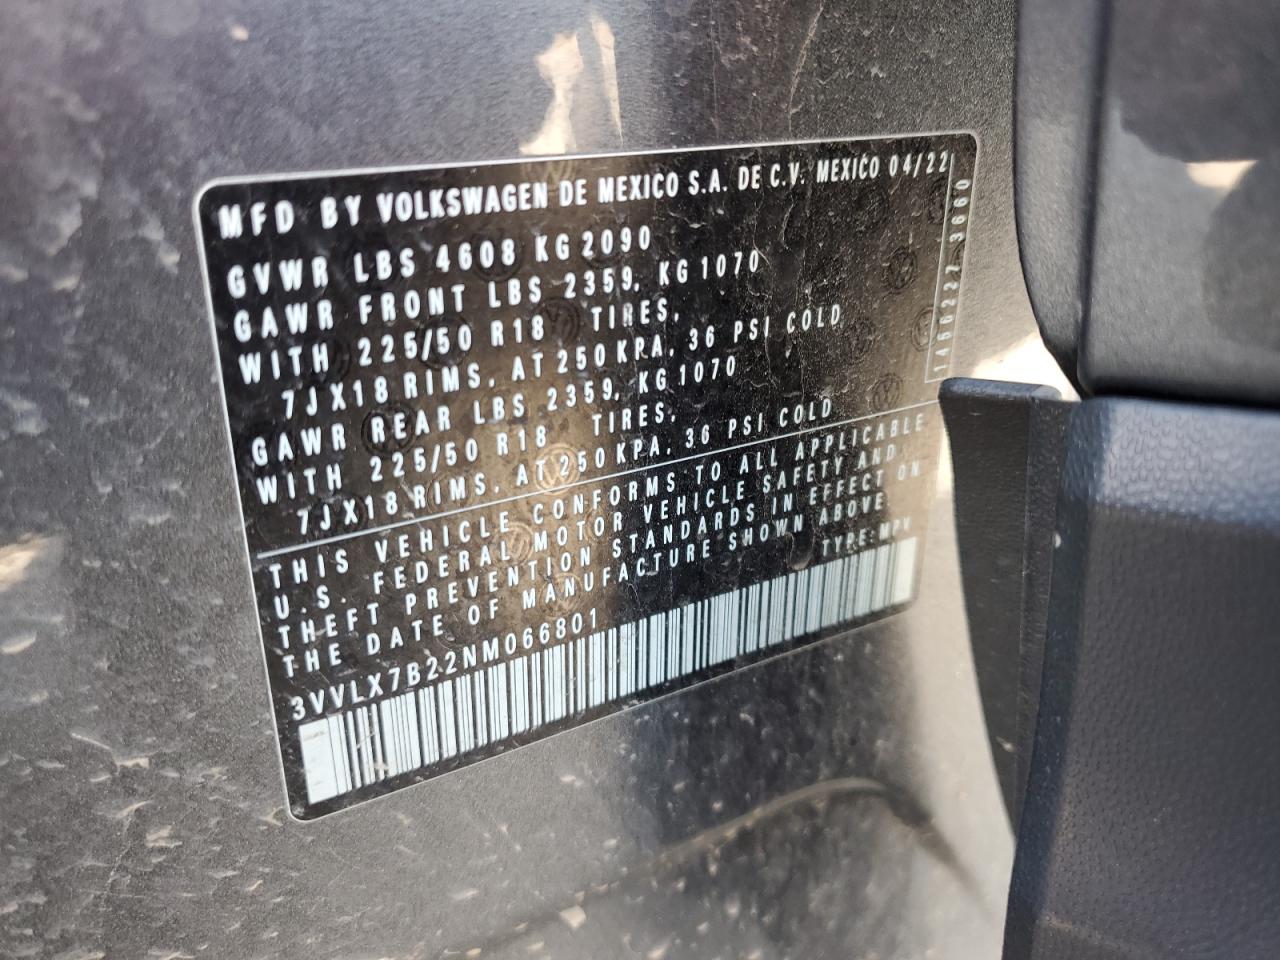 MFD BY VOLKSWAGEN DE MEXICO S.A. DE C.V. MEXICO 04/22
GVWR LBS 4608 KG 2090
GAWR FRONT LBS 2359, KG 1070
WITH 225/50 R18 TIRES,
7JX18 RIMS, AT 250 KPA, 36 PSI COLD
GAWR REAR LBS 2359, KG 1070
WITH 225/50 R18 TIRES,
7JX18 RIMS, AT 250 KPA, 36 PSI COLD
THIS VEHICLE CONFORMS TO ALL APPLICABLE
U.S. FEDERAL MOTOR VEHICLE SAFETY AND
THEFT PREVENTION STANDARDS IN EFFECT ON
THE DATE OF MANUFACTURE SHOWN ABOVE
TYPE: MPV
3VVLX7B22NM066801